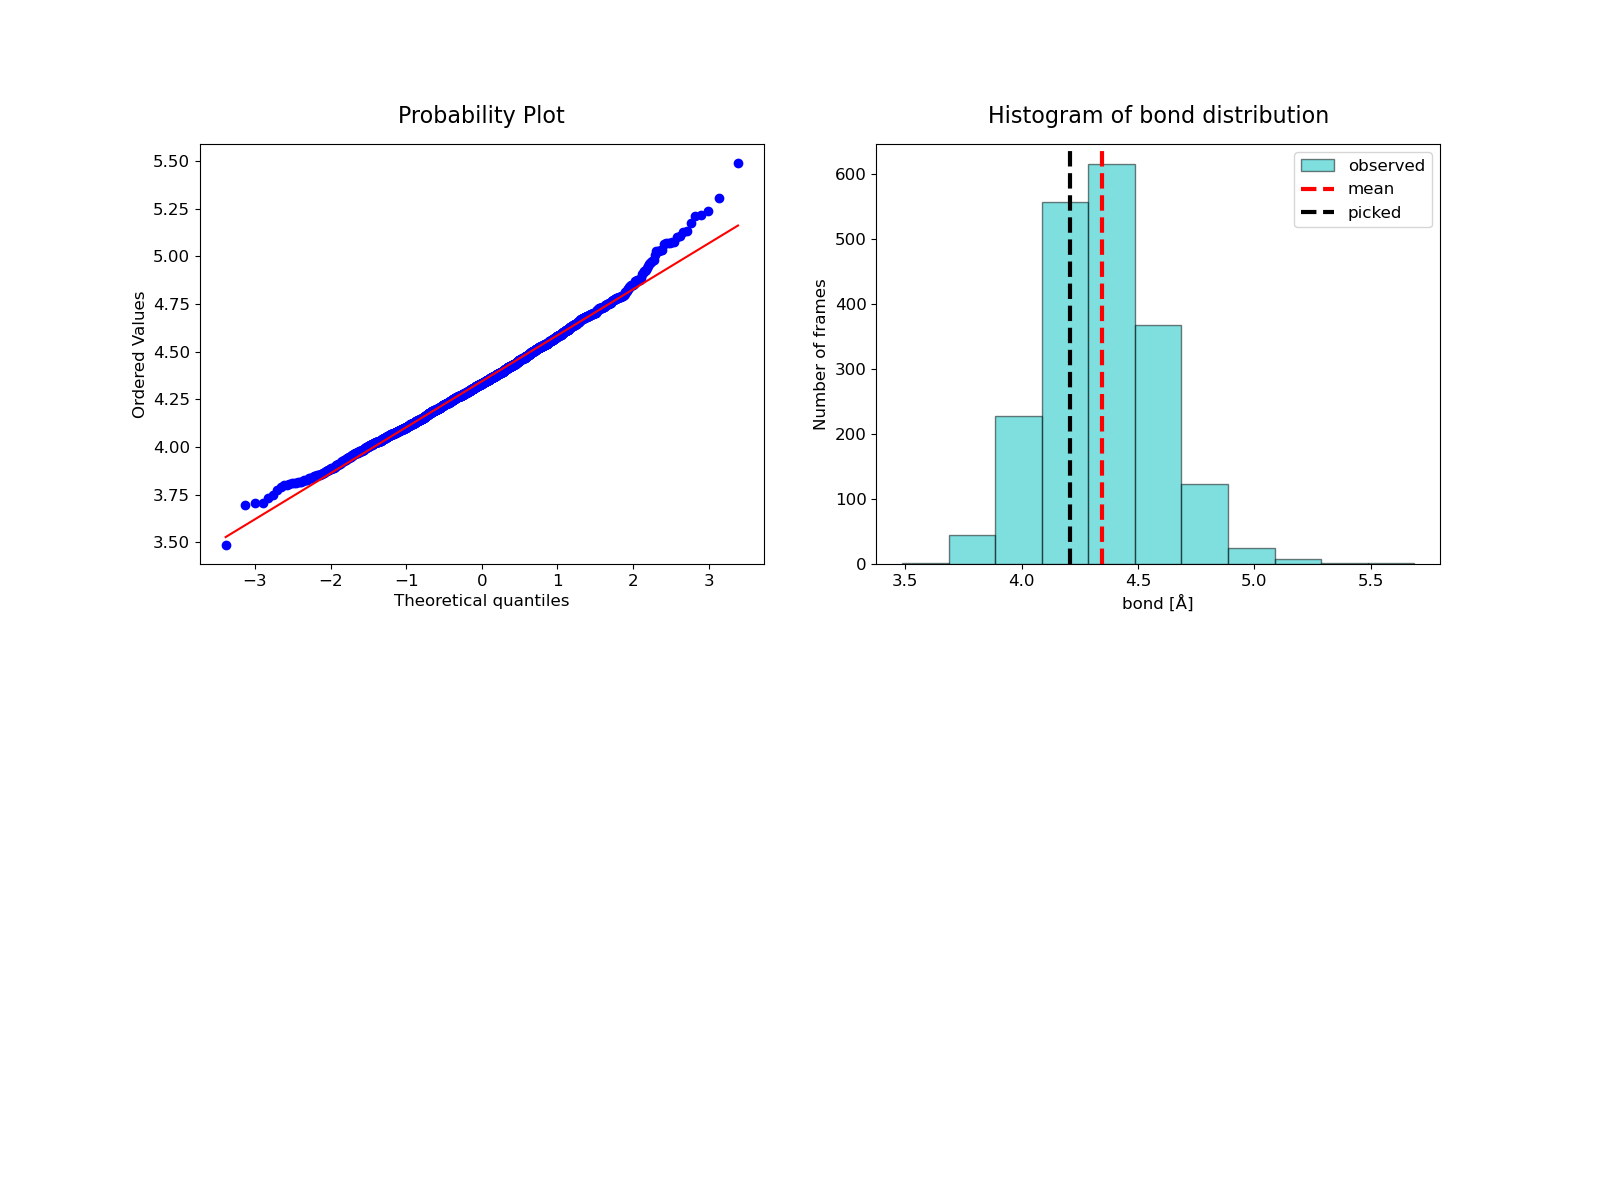 Probability Plot
5.50
5.25
5.00
4.75
4.50
4.25
4.00
3.75
3.50
Ordered Values
−3 −2 −1 0 1 2 3
Theoretical quantiles
Histogram of bond distribution
600
500
400
300
200
100
0
Number of frames
observed
mean
picked
3.5 4.0 4.5 5.0 5.5
bond [Å]